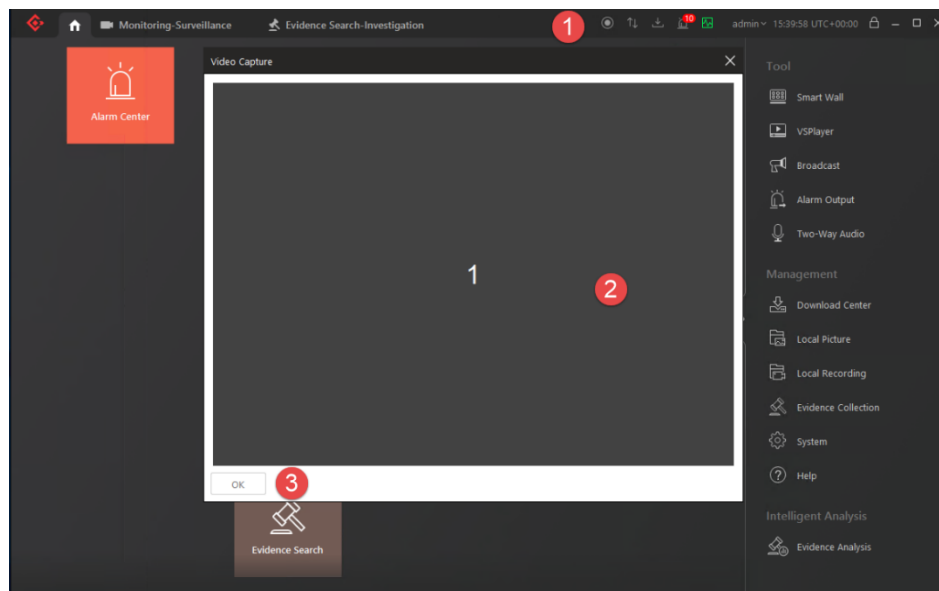 Monitoring-Surveillance
Evidence Search-Investigation
1
10
admin
15:39:58 UTC+00:00
Alarm Center
Video Capture
1
2
OK
3
Evidence Search
Tool
Smart Wall
VSPlayer
Broadcast
Alarm Output
Two-Way Audio
Management
Download Center
Local Picture
Local Recording
Evidence Collection
System
Help
Intelligent Analysis
Evidence Analysis